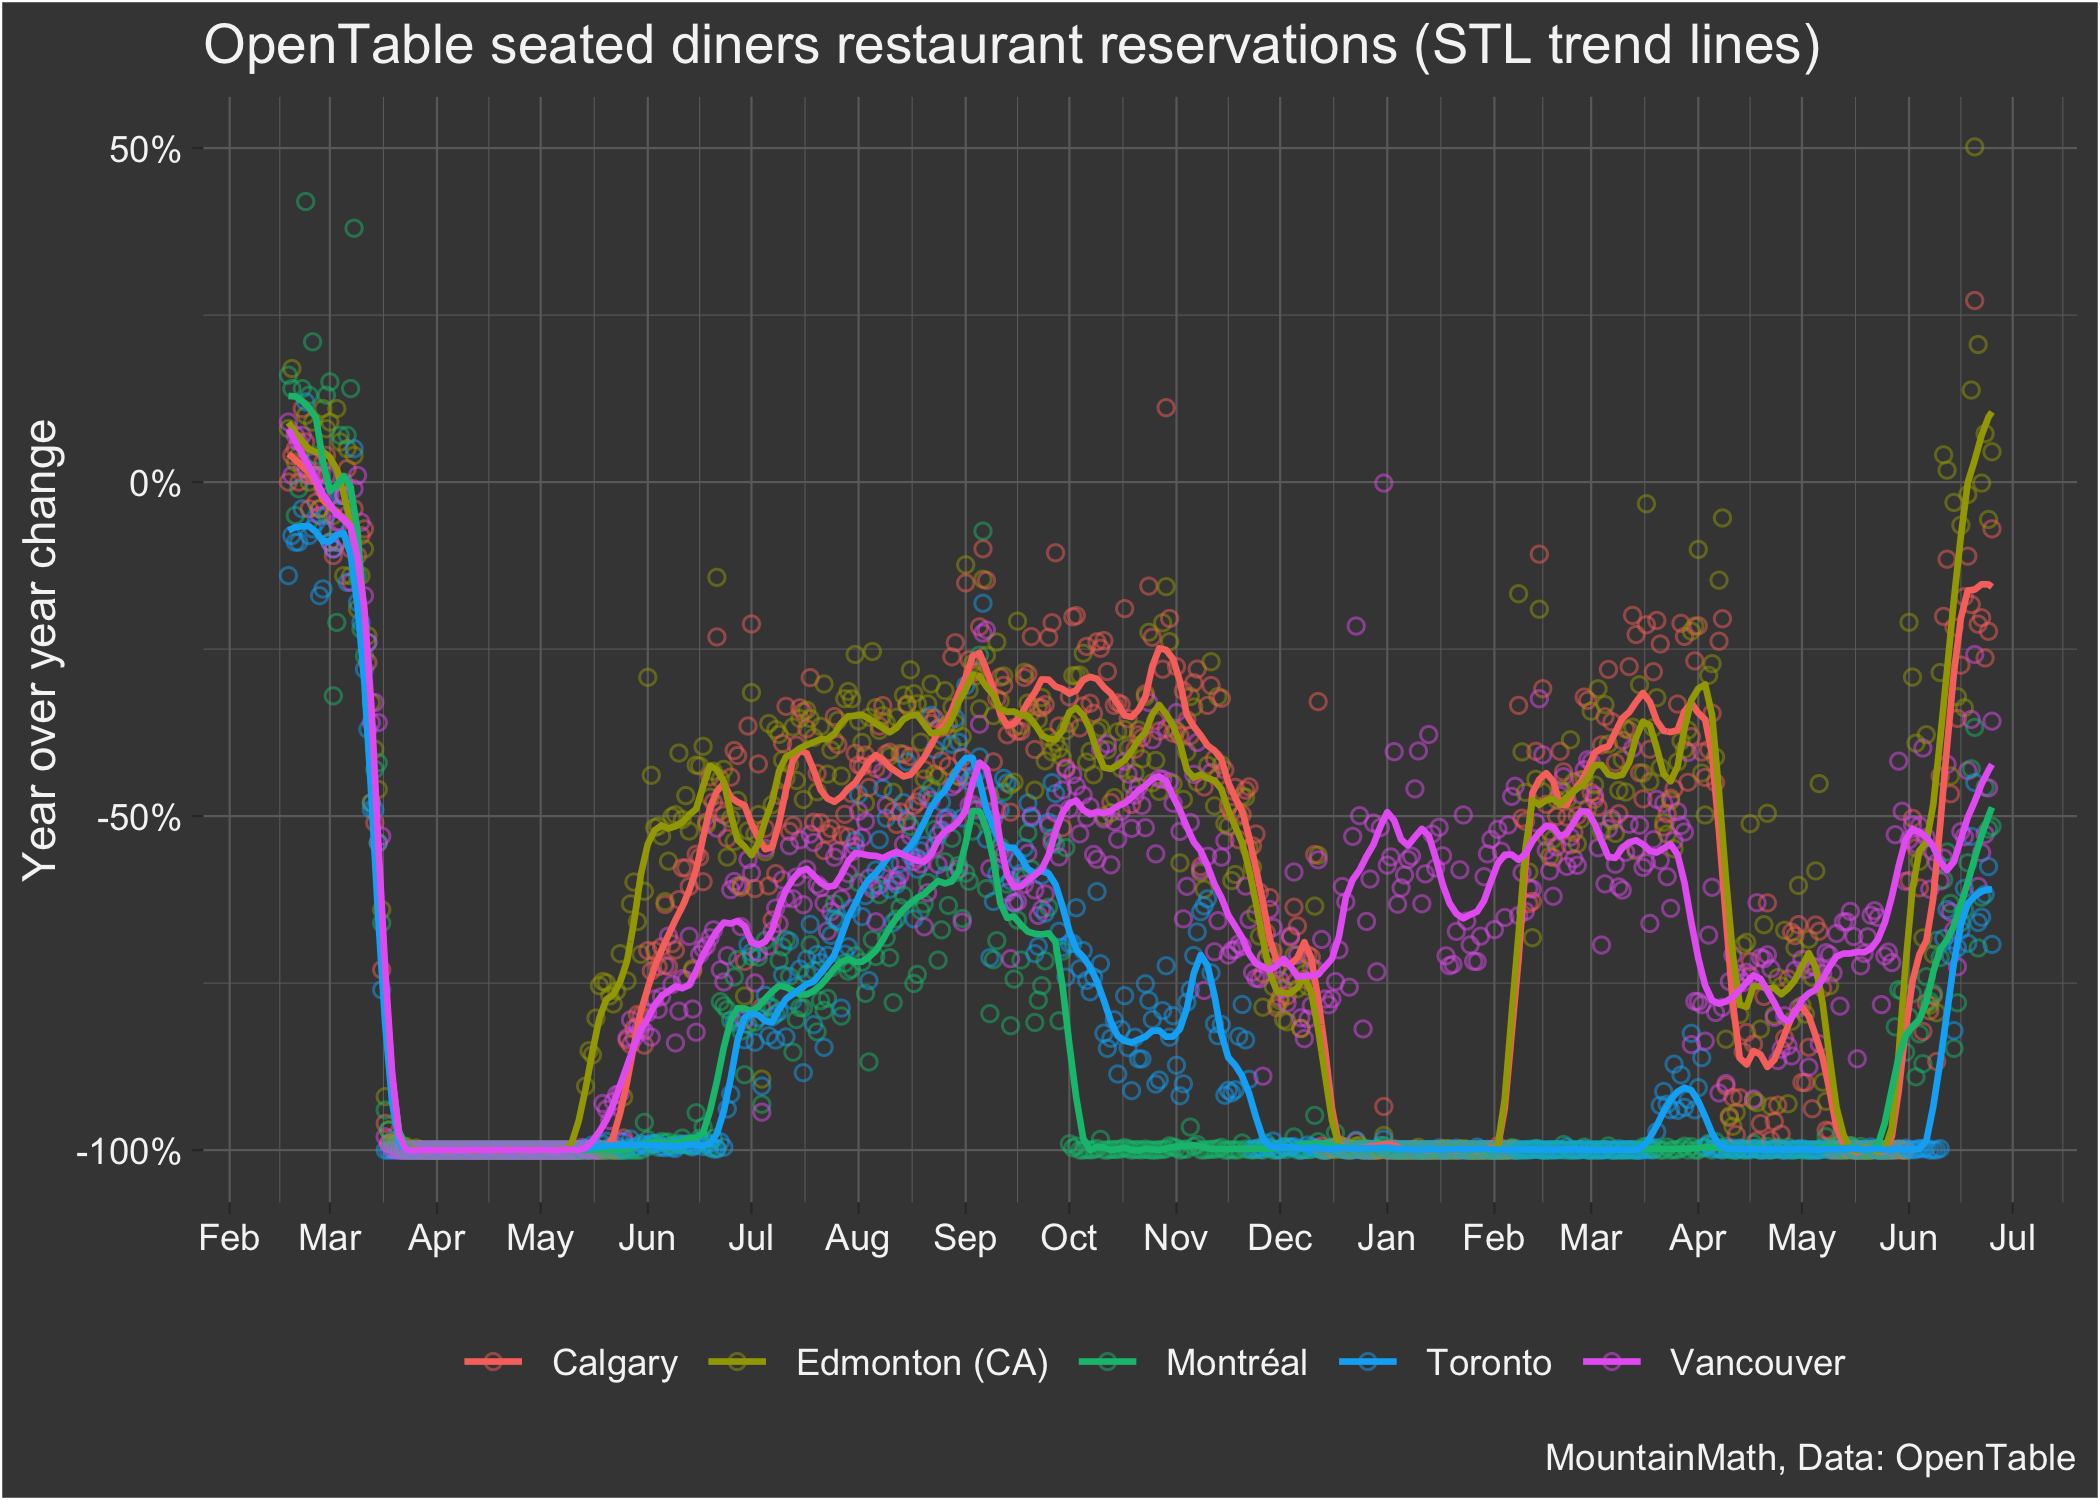 OpenTable seated diners restaurant reservations (STL trend lines)
Year over year change
50%
0%
-50%
-100%
Feb Mar Apr May Jun Jul Aug Sep Oct Nov Dec Jan Feb Mar Apr May Jun Jul
Calgary Edmonton (CA) Montréal Toronto Vancouver
MountainMath, Data: OpenTable